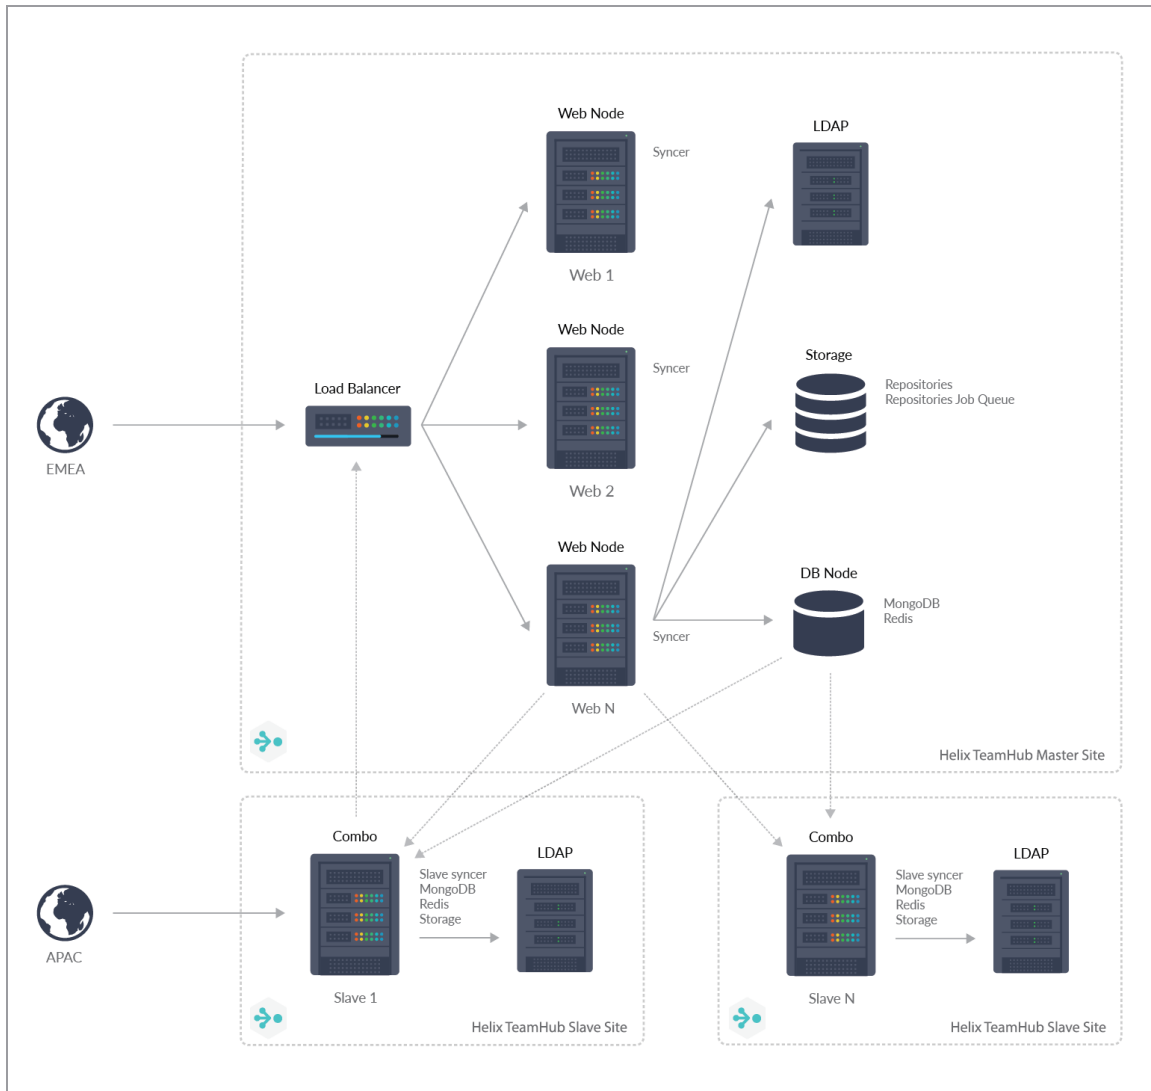 Web Node
Syncer
Web 1
LDAP
Web Node
Syncer
Web 2
Storage
Repositories
Repositories Job Queue
Load Balancer
EMEA
Web Node
Syncer
Web N
DB Node
MongoDB
Redis
Helix TeamHub Master Site
Combo
Slave syncer
MongoDB
Redis
Storage
LDAP
Slave 1
Helix TeamHub Slave Site
APAC
Combo
Slave syncer
MongoDB
Redis
Storage
LDAP
Slave N
Helix TeamHub Slave Site